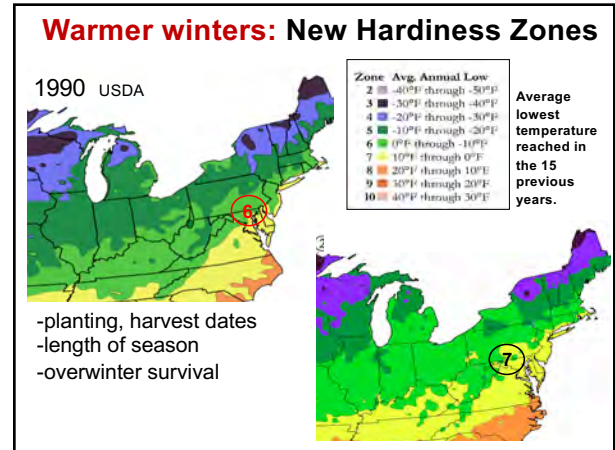 Warmer winters: New Hardiness Zones
1990 USDA
Zone Avg. Annual Low
2 -40°F through -50°F
3 -30°F through -40°F
4 -20°F through -30°F
5 -10°F through -20°F
6 0°F through -10°F
7 10°F through 0°F
8 20°F through 10°F
9 30°F through 20°F
10 40°F through 30°F
Average
lowest
temperature
reached in
the 15
previous
years.
6
-planting, harvest dates
-length of season
-overwinter survival
7